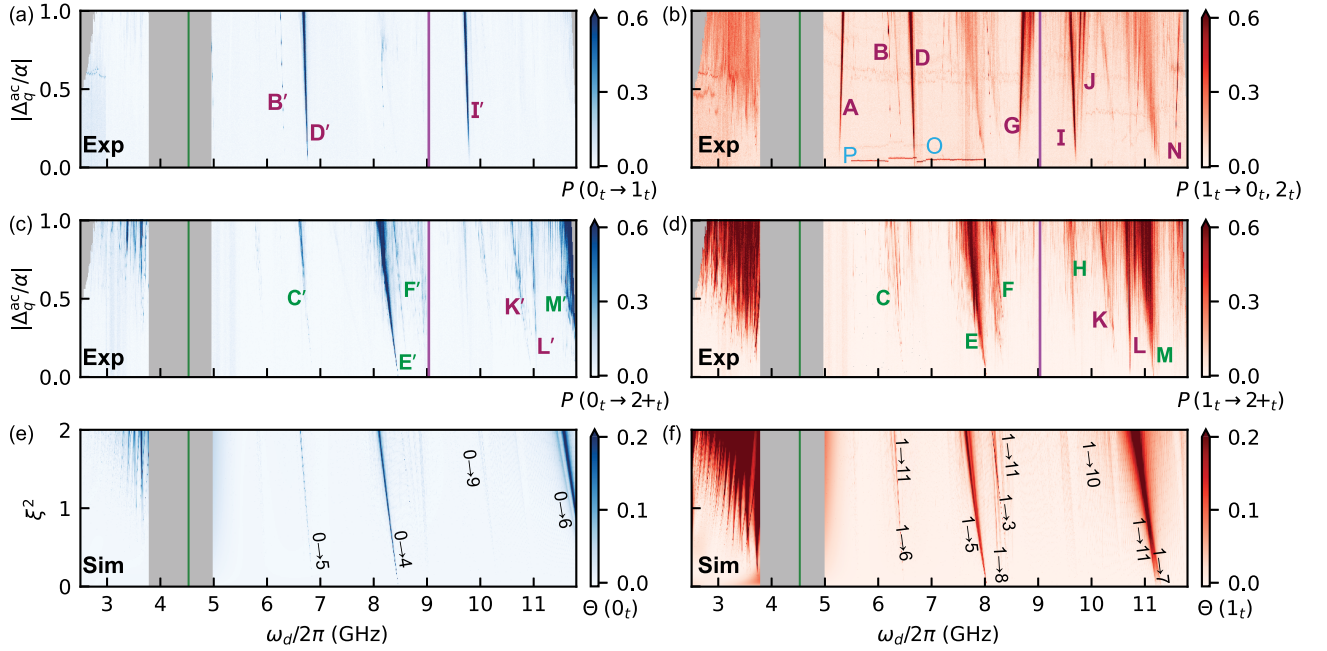 (a)
1.0
0.5
0.0
|Δ_q^ac/α|
Exp
B′
D′
I′
0.6
0.3
0.0
P (0_t → 1_t)
(b)
B
D
A
P
O
G
I
J
N
0.6
0.3
0.0
P (1_t → 0_t, 2_t)
(c)
1.0
0.5
0.0
|Δ_q^ac/α|
Exp
C′
F′
E′
K′
L′
M′
0.6
0.3
0.0
P (0_t → 2+_t)
(d)
Exp
C
E
F
H
K
L
M
0.6
0.3
0.0
P (1_t → 2+_t)
(e)
2
1
0
ξ²
Sim
0→5
0→4
0→9
0→6
3 4 5 6 7 8 9 10 11
ω_d/2π (GHz)
0.2
0.1
0.0
Θ (0_t)
(f)
Sim
1→11
1→6
1→5
1→11
1→3
1→8
1→10
1→11
1→7
3 4 5 6 7 8 9 10 11
ω_d/2π (GHz)
0.2
0.1
0.0
Θ (1_t)